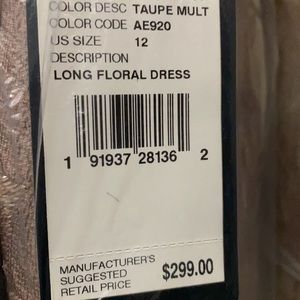 COLOR DESC TAUPE MULT
COLOR CODE AE920
US SIZE 12
DESCRIPTION
LONG FLORAL DRESS
1 91937 28136 2
MANUFACTURER'S
SUGGESTED
RETAIL PRICE
$299.00